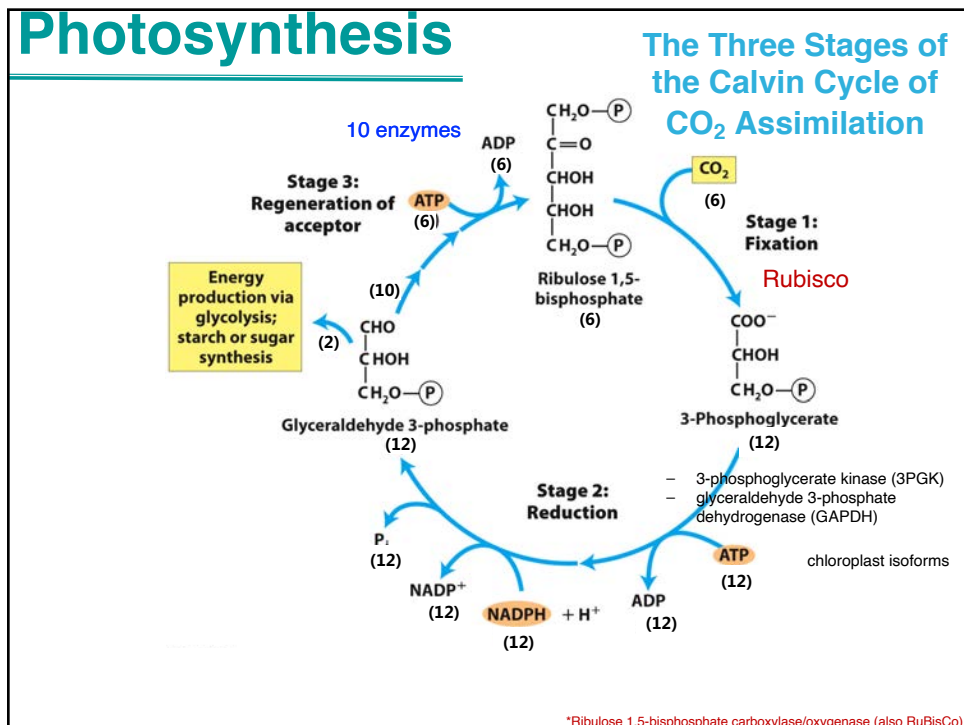 Photosynthesis
The Three Stages of
the Calvin Cycle of
CO₂ Assimilation
10 enzymes
CH₂O—P
C=O
CHOH
CHOH
CH₂O—P
Ribulose 1,5-
bisphosphate
(6)
ADP
(6)
ATP
(6)
Stage 3:
Regeneration of
acceptor
CO₂
(6)
Stage 1:
Fixation
Rubisco
COO⁻
CHOH
CH₂O—P
3-Phosphoglycerate
(12)
Energy
production via
glycolysis;
starch or sugar
synthesis
(2)
(10)
CHO
CHOH
CH₂O—P
Glyceraldehyde 3-phosphate
(12)
Stage 2:
Reduction
– 3-phosphoglycerate kinase (3PGK)
– glyceraldehyde 3-phosphate
dehydrogenase (GAPDH)
chloroplast isoforms
ATP
(12)
ADP
(12)
NADPH + H⁺
(12)
NADP⁺
(12)
Pᵢ
(12)
*Ribulose 1,5-bisphosphate carboxylase/oxygenase (also RuBisCo)